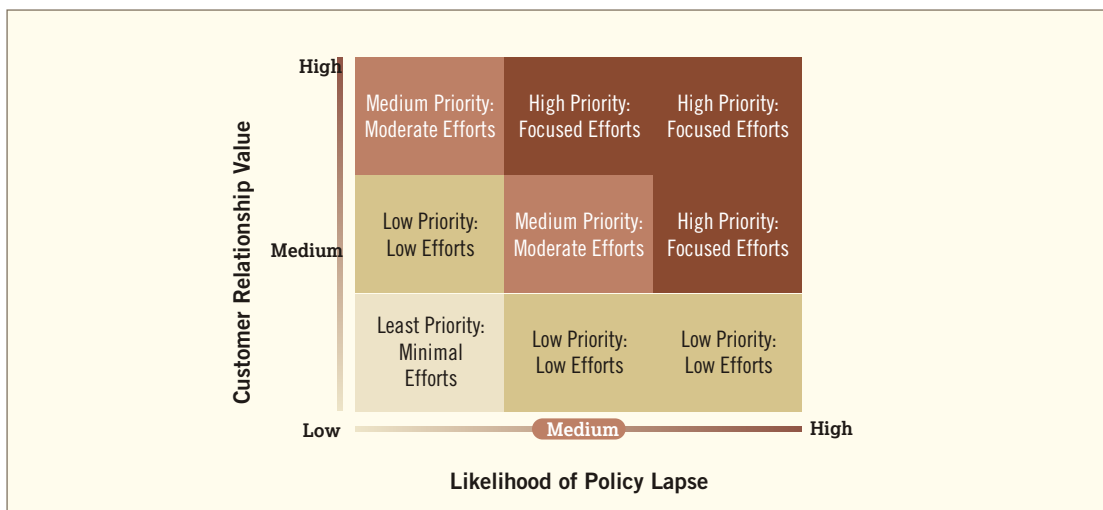 High
Medium Priority:
Moderate Efforts
High Priority:
Focused Efforts
High Priority:
Focused Efforts
Customer Relationship Value
Medium
Low Priority:
Low Efforts
Medium Priority:
Moderate Efforts
High Priority:
Focused Efforts
Least Priority:
Minimal
Efforts
Low Priority:
Low Efforts
Low Priority:
Low Efforts
Low
Medium
High
Likelihood of Policy Lapse